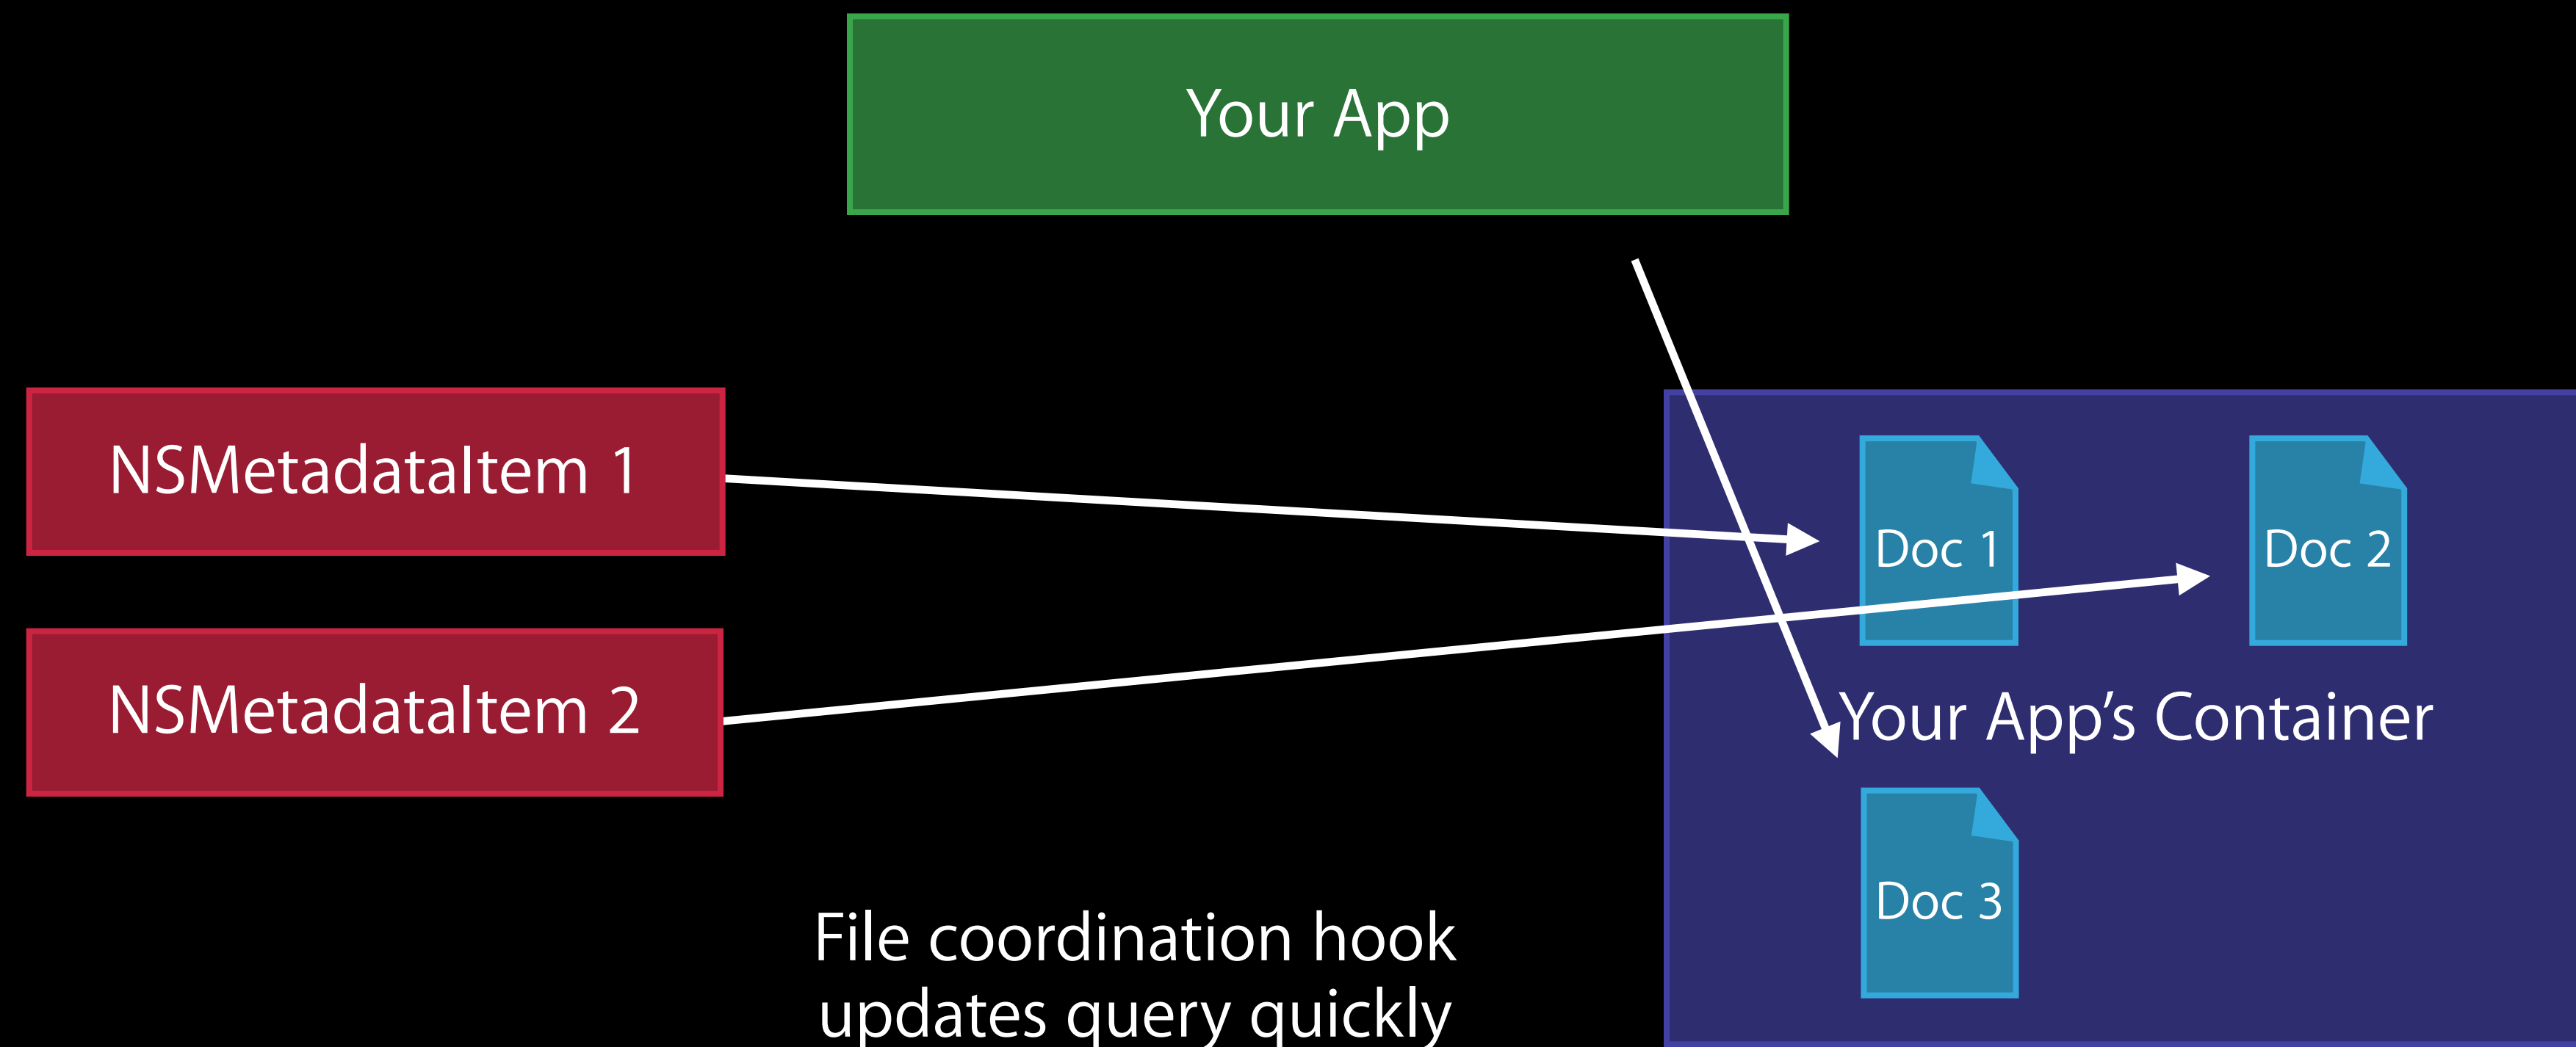 Your App
NSMetadataItem 1
NSMetadataItem 2
Doc 1
Doc 2
Your App’s Container
Doc 3
File coordination hook
updates query quickly